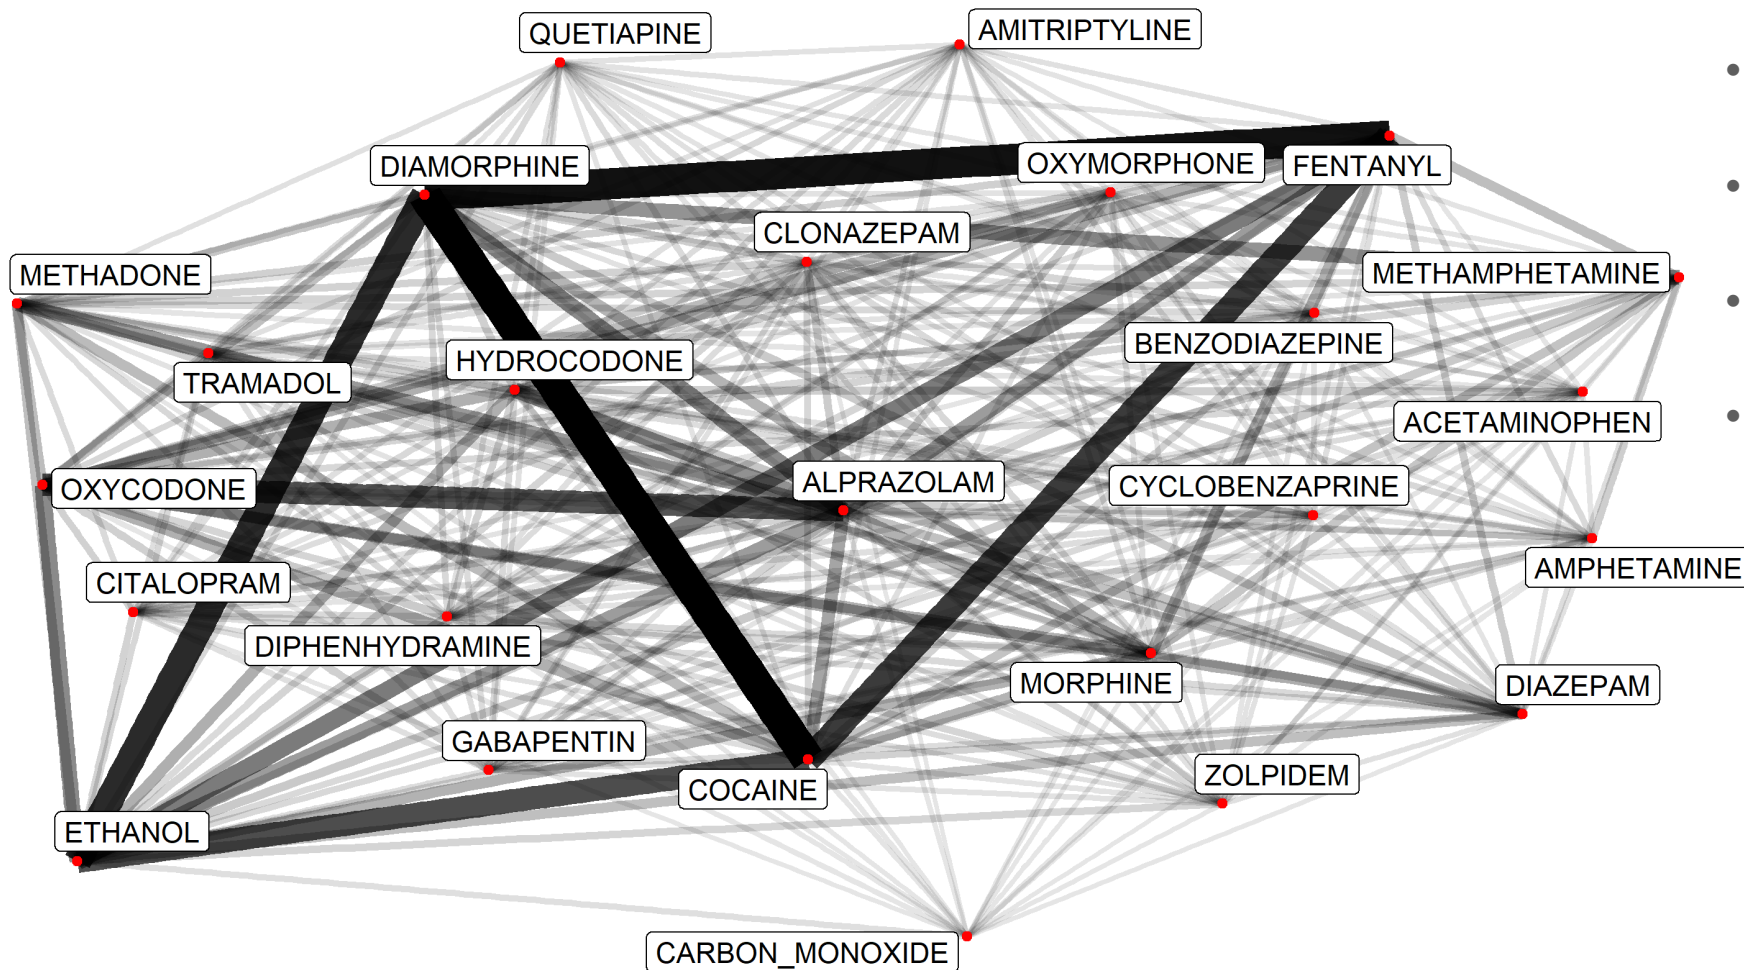 QUETIAPINE
AMITRIPTYLINE
DIAMORPHINE
OXYMORPHONE
FENTANYL
CLONAZEPAM
METHADONE
METHAMPHETAMINE
BENZODIAZEPINE
HYDROCODONE
TRAMADOL
ACETAMINOPHEN
ALPRAZOLAM
CYCLOBENZAPRINE
OXYCODONE
AMPHETAMINE
CITALOPRAM
DIPHENHYDRAMINE
MORPHINE
DIAZEPAM
GABAPENTIN
ZOLPIDEM
COCAINE
ETHANOL
CARBON_MONOXIDE